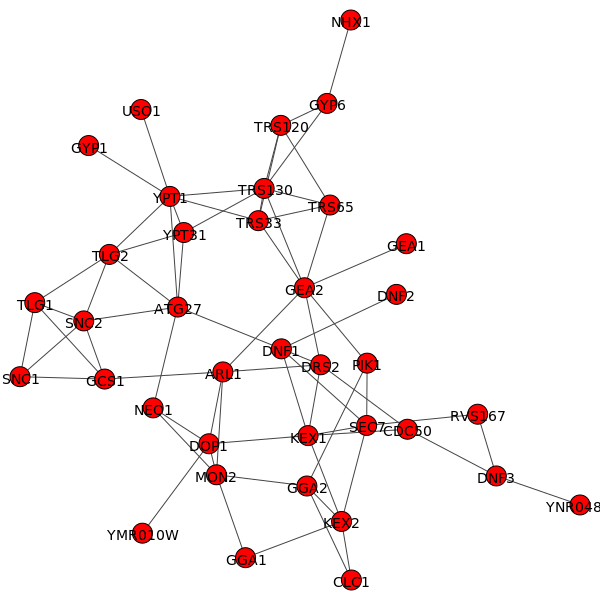 NHX1
GYP6
USO1
TRS120
GYP1
TRS130
YPT1
TRS65
TRS33
YPT31
GEA1
TLG2
GEA2
DNF2
TLG1
ATG27
SNC2
DNF1
DRS2
PIK1
ARL1
SNC1
GCS1
NEO1
RVS167
SEC7
CDC50
KEX1
DOP1
MON2
DNF3
GGA2
YNR048
KEX2
YMR010W
GGA1
CLC1